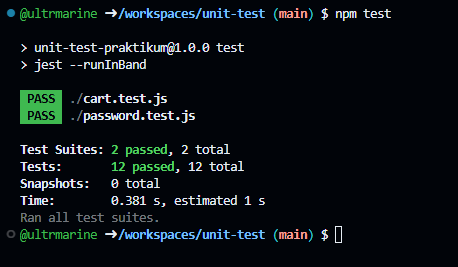 @ultrmarine ➜/workspaces/unit-test (main) $ npm test
> unit-test-praktikum@1.0.0 test
> jest --runInBand
PASS ./cart.test.js
PASS ./password.test.js
Test Suites: 2 passed, 2 total
Tests: 12 passed, 12 total
Snapshots: 0 total
Time: 0.381 s, estimated 1 s
Ran all test suites.
@ultrmarine ➜/workspaces/unit-test (main) $